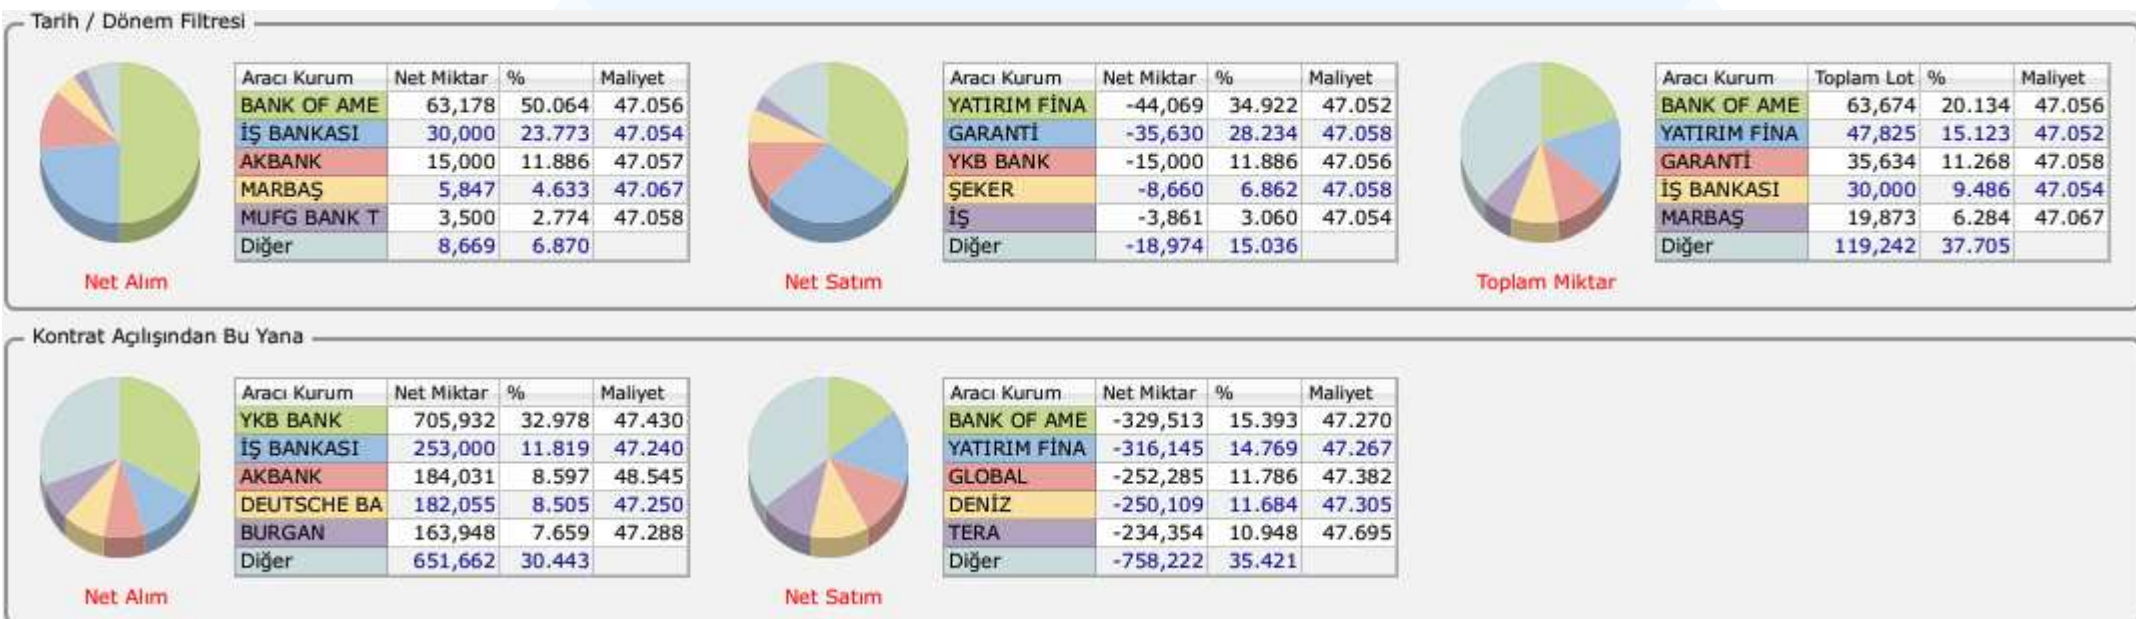 Tarih / Dönem Filtresi
Aracı Kurum Net Miktar % Maliyet
BANK OF AME 63,178 50.064 47.056
İŞ BANKASI 30,000 23.773 47.054
AKBANK 15,000 11.886 47.057
MARBAŞ 5,847 4.633 47.067
MUFG BANK T 3,500 2.774 47.058
Diğer 8,669 6.870
Net Alım
Aracı Kurum Net Miktar % Maliyet
YATIRIM FİNA -44,069 34.922 47.052
GARANTİ -35,630 28.234 47.058
YKB BANK -15,000 11.886 47.056
ŞEKER -8,660 6.862 47.058
İŞ -3,861 3.060 47.054
Diğer -18,974 15.036
Net Satım
Aracı Kurum Toplam Lot % Maliyet
BANK OF AME 63,674 20.134 47.056
YATIRIM FİNA 47,825 15.123 47.052
GARANTİ 35,634 11.268 47.058
İŞ BANKASI 30,000 9.486 47.054
MARBAŞ 19,873 6.284 47.067
Diğer 119,242 37.705
Toplam Miktar
Kontrat Açılışından Bu Yana
Aracı Kurum Net Miktar % Maliyet
YKB BANK 705,932 32.978 47.430
İŞ BANKASI 253,000 11.819 47.240
AKBANK 184,031 8.597 48.545
DEUTSCHE BA 182,055 8.505 47.250
BURGAN 163,948 7.659 47.288
Diğer 651,662 30.443
Net Alım
Aracı Kurum Net Miktar % Maliyet
BANK OF AME -329,513 15.393 47.270
YATIRIM FİNA -316,145 14.769 47.267
GLOBAL -252,285 11.786 47.382
DENİZ -250,109 11.684 47.305
TERA -234,354 10.948 47.695
Diğer -758,222 35.421
Net Satım